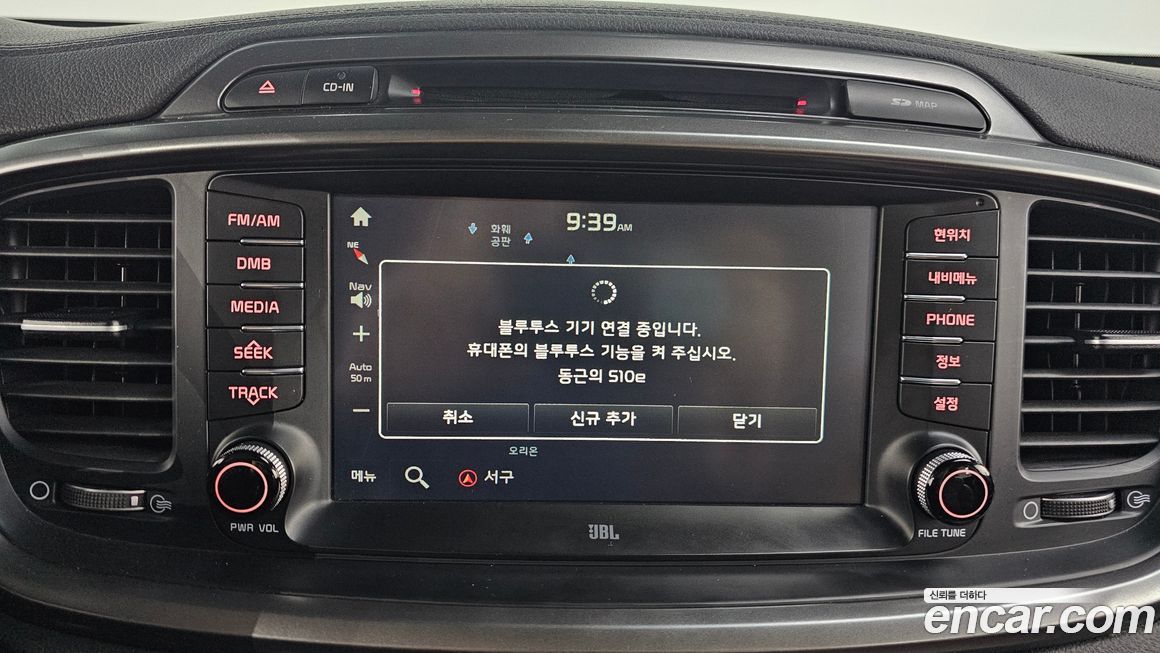 CD-IN
SD MAP
FM/AM
DMB
MEDIA
SEEK
TRACK
PWR VOL
9:39 AM
화훼
공판
NE
Nav
Auto
50 m
블루투스 기기 연결 중입니다.
휴대폰의 블루투스 기능을 켜 주십시오.
동근의 S10e
취소
신규 추가
닫기
오리온
메뉴
서구
JBL
현위치
내비메뉴
PHONE
정보
설정
FILE TUNE
신뢰를 더하다
encar.com